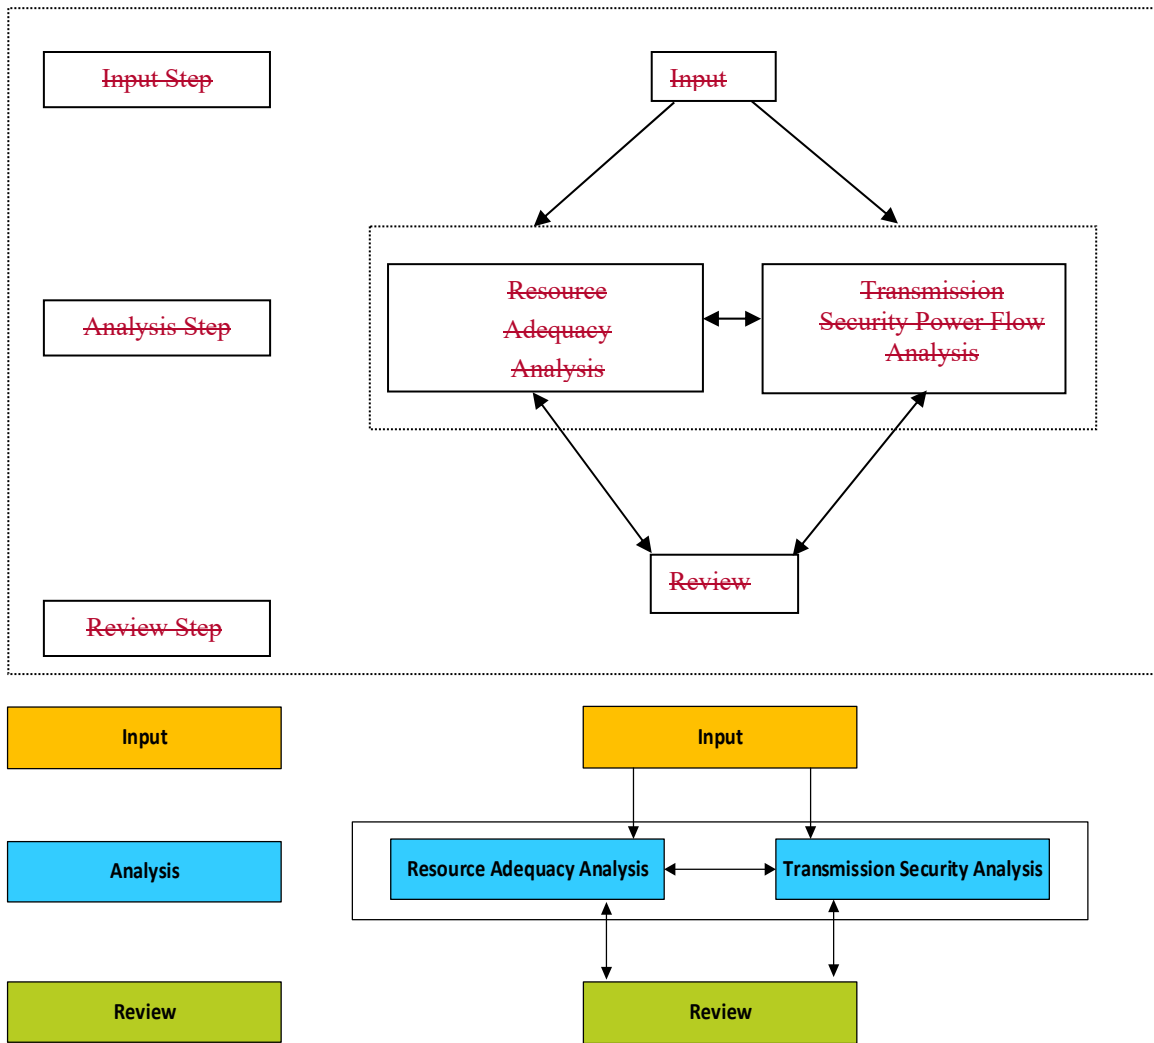 Input Step
Input
Resource
Adequacy
Analysis
Transmission
Security Power Flow
Analysis
Analysis Step
Review
Review Step
Input
Input
Analysis
Resource Adequacy Analysis
Transmission Security Analysis
Review
Review